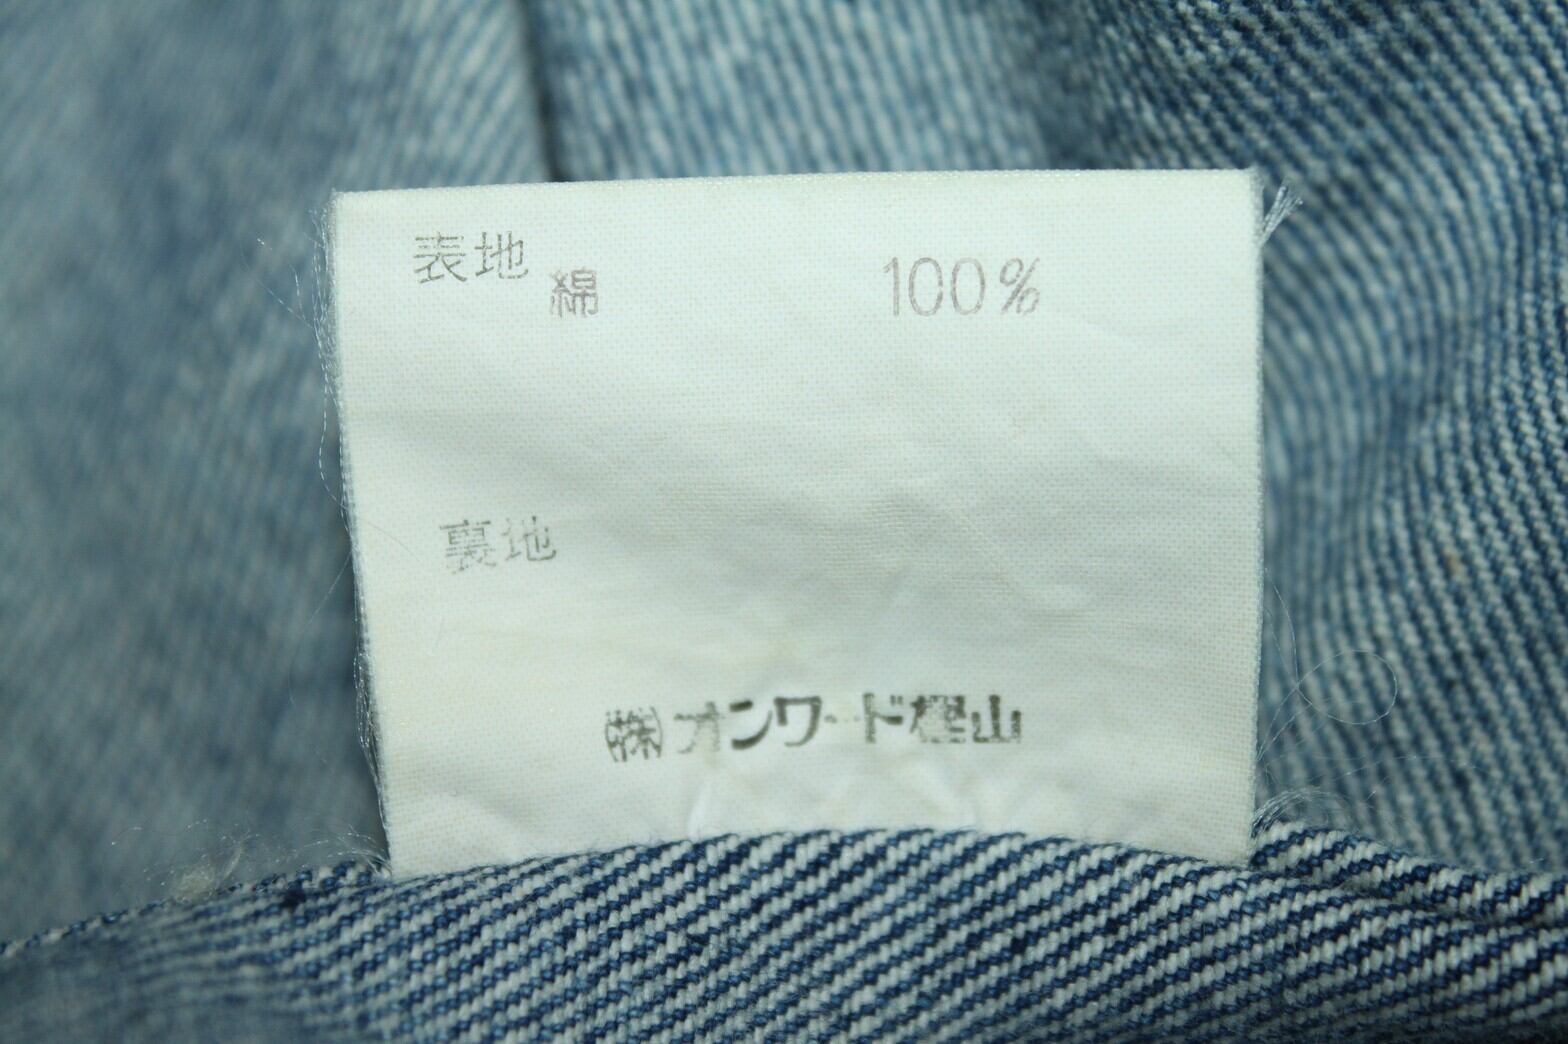 表地
綿 100%
裏地
㈱オンワード樫山